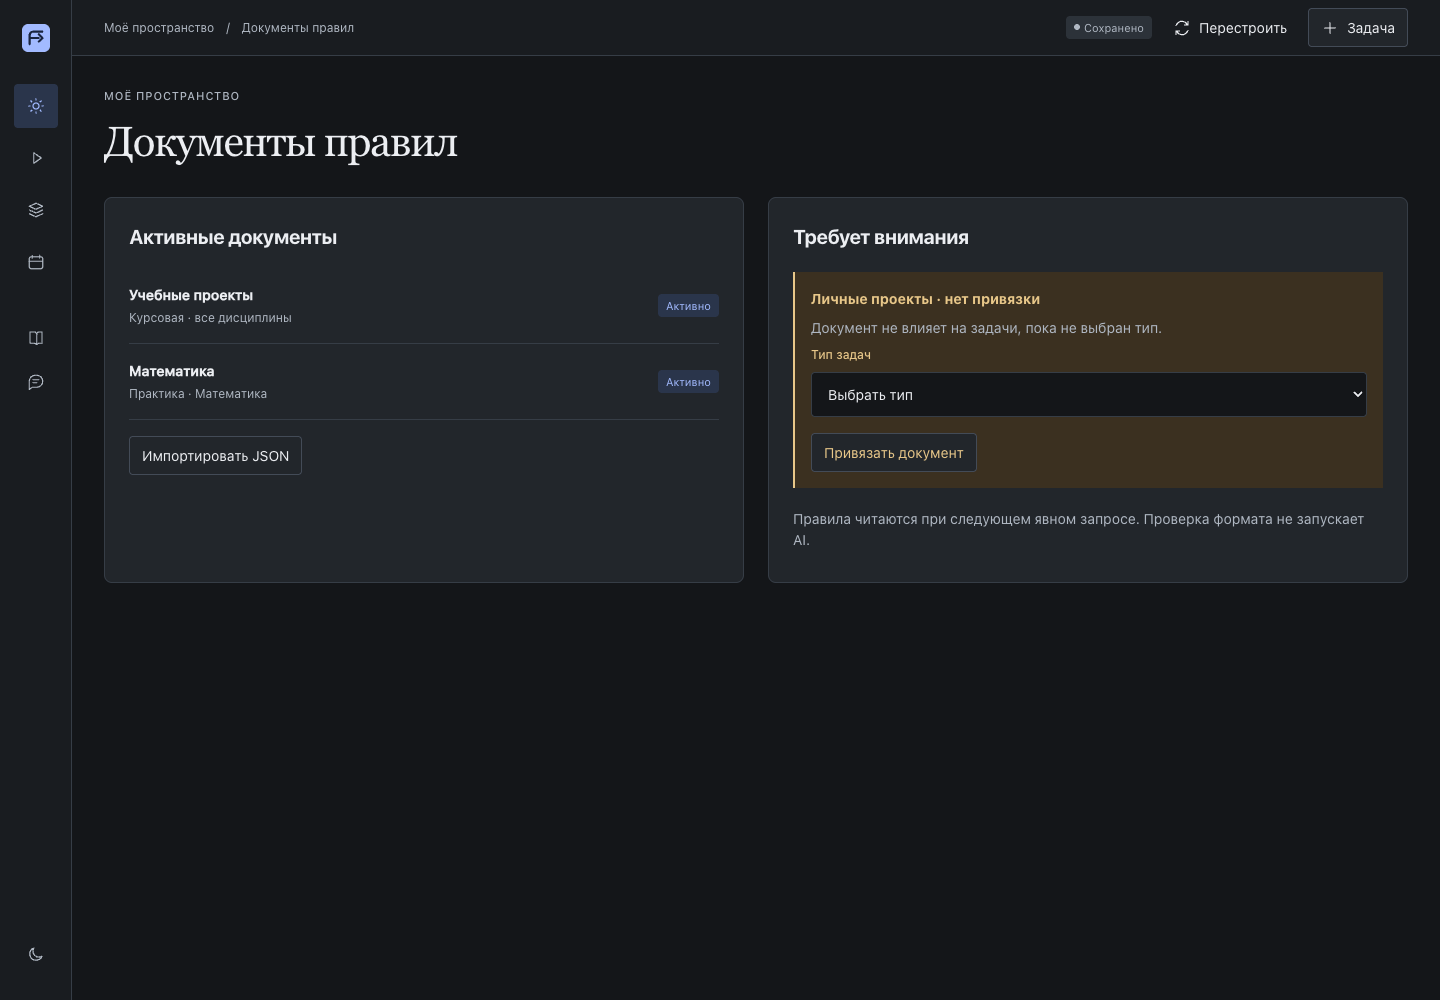 Моё пространство / Документы правил
Сохранено
Перестроить
Задача
МОЁ ПРОСТРАНСТВО
Документы правил
Активные документы
Учебные проекты
Курсовая · все дисциплины
Активно
Математика
Практика · Математика
Активно
Импортировать JSON
Требует внимания
Личные проекты · нет привязки
Документ не влияет на задачи, пока не выбран тип.
Тип задач
Выбрать тип
Привязать документ
Правила читаются при следующем явном запросе. Проверка формата не запускает
AI.